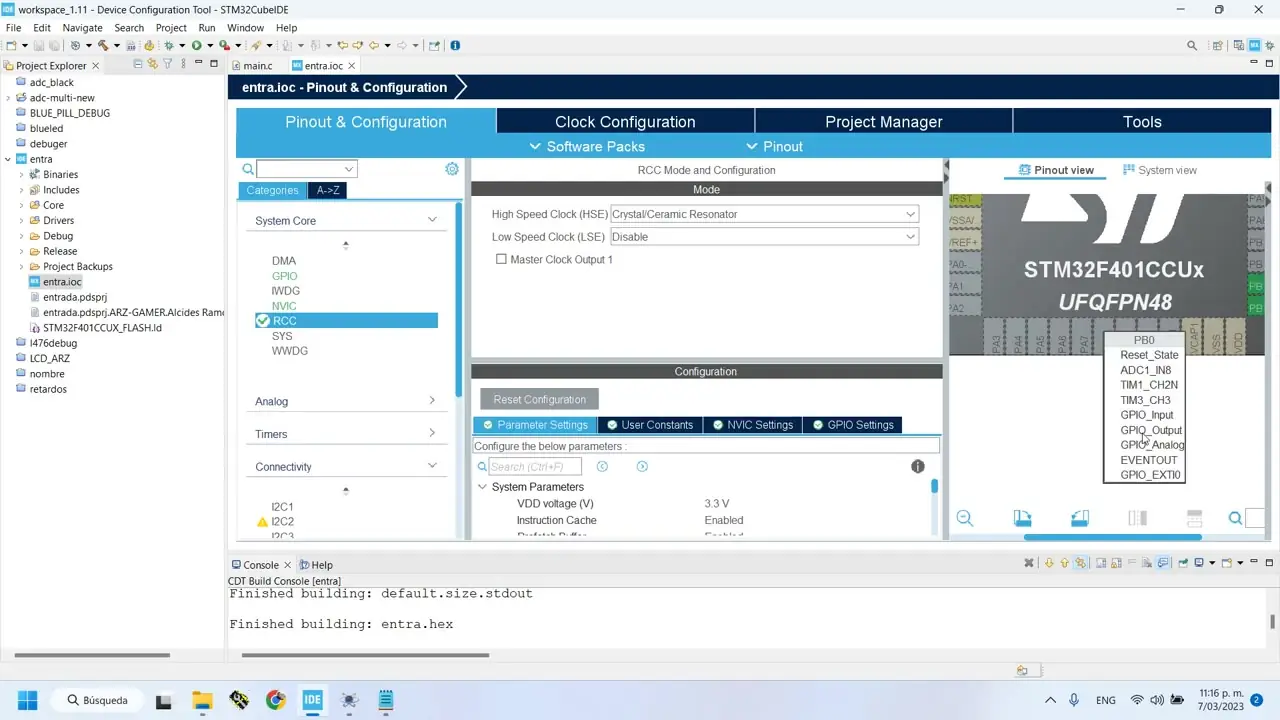 workspace_1.11 - Device Configuration Tool - STM32CubeIDE
File Edit Navigate Search Project Run Window Help
Project Explorer
main.c
entra.ioc
adc_black
adc-multi-new
BLUE_PILL_DEBUG
blueled
debuger
entra
Binaries
Includes
Core
Drivers
Debug
Release
Project Backups
entra.ioc
entrada.pdsprj
entrada.pdsprj.ARZ-GAMER.Alcides Ramo
STM32F401CCUX_FLASH.ld
l476debug
LCD_ARZ
nombre
retardos
entra.ioc - Pinout & Configuration
Pinout & Configuration
Clock Configuration
Project Manager
Tools
Software Packs
Pinout
Categories
A->Z
System Core
DMA
GPIO
IWDG
NVIC
RCC
SYS
WWDG
Analog
Timers
Connectivity
I2C1
I2C2
I2C3
RCC Mode and Configuration
Mode
High Speed Clock (HSE) Crystal/Ceramic Resonator
Low Speed Clock (LSE) Disable
Master Clock Output 1
Configuration
Reset Configuration
Parameter Settings
User Constants
NVIC Settings
GPIO Settings
Configure the below parameters :
Search (Ctrl+F)
System Parameters
VDD voltage (V) 3.3 V
Instruction Cache Enabled
Prefetch Buffer Enabled
Pinout view
System view
PA1
PA2
STM32F401CCUx
UFQFPN48
PA3
PA4
PA5
PA6
PA7
VSS
VDD
PB0
Reset_State
ADC1_IN8
TIM1_CH2N
TIM3_CH3
GPIO_Input
GPIO_Output
GPIO_Analog
EVENTOUT
GPIO_EXTI0
Console
Help
CDT Build Console [entra]
Finished building: default.size.stdout
Finished building: entra.hex
Búsqueda
IDE
ENG
11:16 p. m.
7/03/2023
2